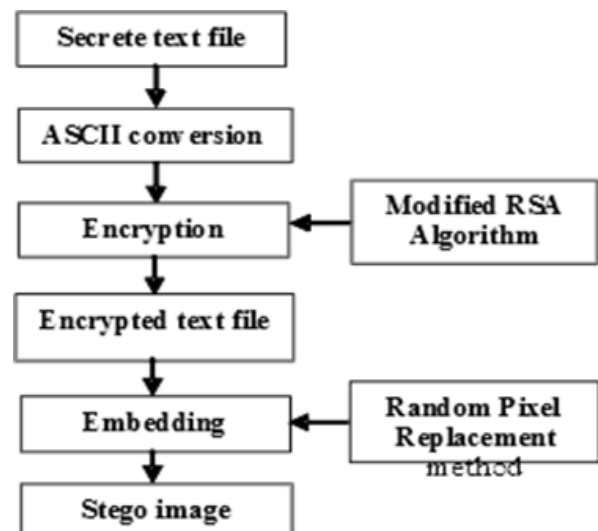 Secrete text file
ASCII conversion
Encryption
Modified RSA
Algorithm
Encrypted text file
Embedding
Random Pixel
Replacement
method
Stego image